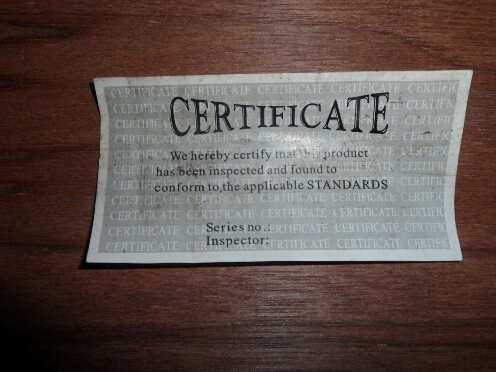 CERTIFICATE
We hereby certify that this product
has been inspected and found to
conform to the applicable STANDARDS
Series no.:
Inspector: